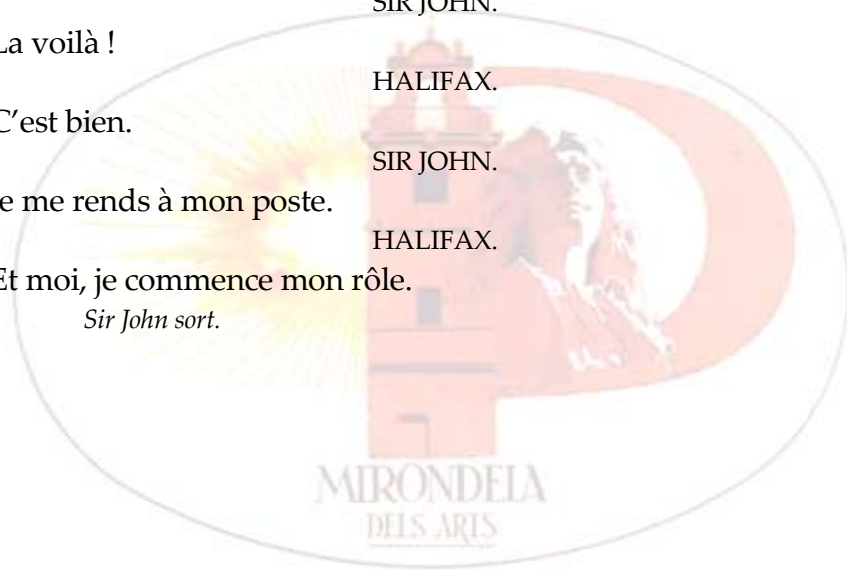 SIR JOHN.
La voilà !
HALIFAX.
C’est bien.
SIR JOHN.
Je me rends à mon poste.
HALIFAX.
Et moi, je commence mon rôle.
Sir John sort.
MIRONDELA
DELS ARTS